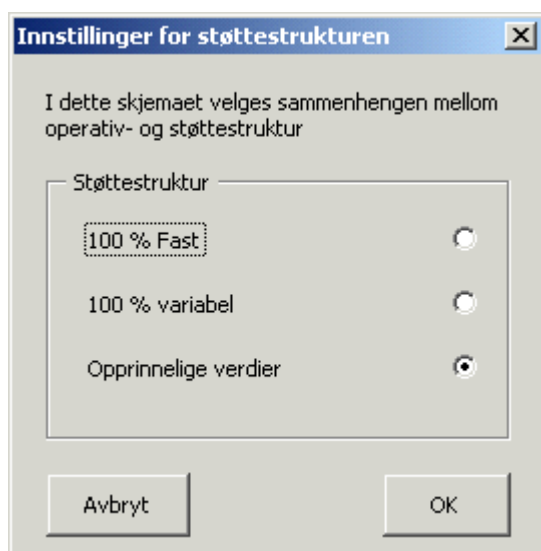 Innstillinger for støttestrukturen
I dette skjemaet velges sammenhengen mellom
operativ- og støttestruktur
Støttestruktur
100 % Fast
100 % variabel
Opprinnelige verdier
Avbryt
OK